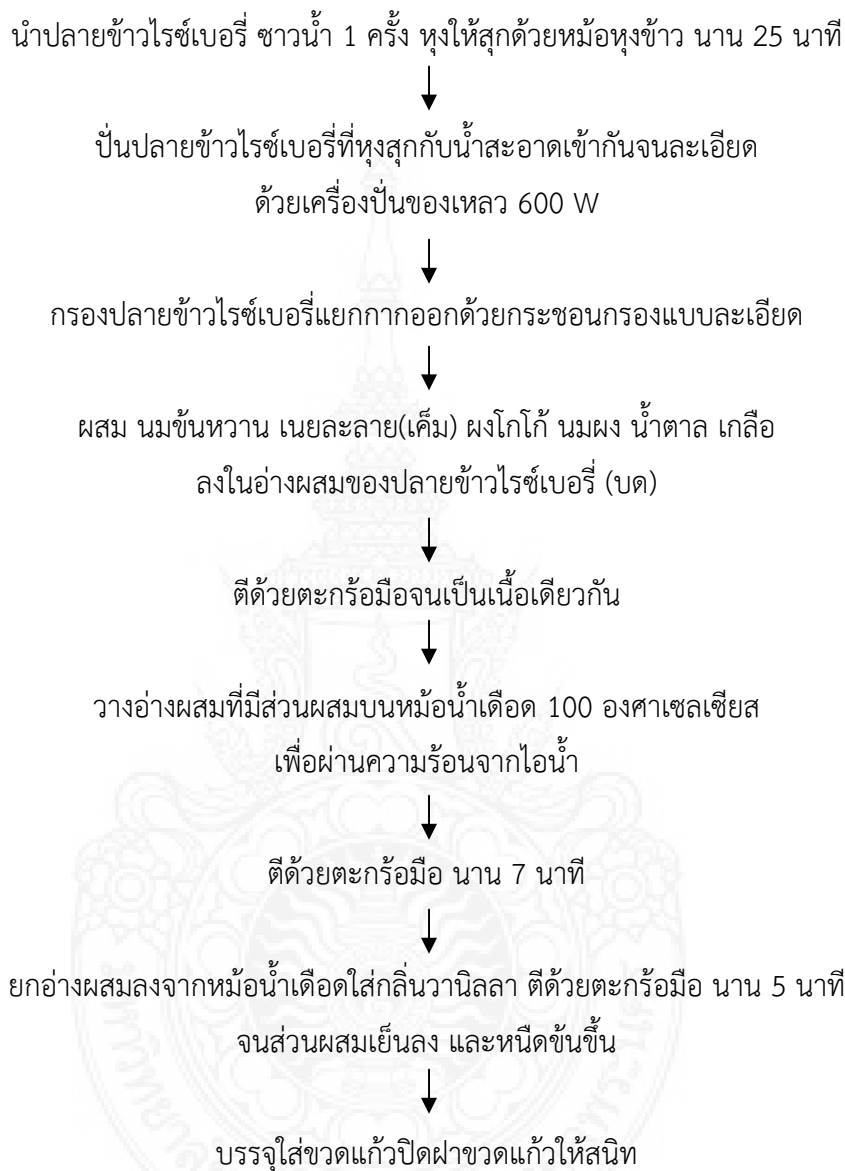 นำปลายข้าวไรซ์เบอรี่ ซาวน้ำ 1 ครั้ง หุงให้สุกด้วยหม้อหุงข้าว นาน 25 นาที
ปั่นปลายข้าวไรซ์เบอรี่ที่หุงสุกกับน้ำสะอาดเข้ากันจนละเอียด
ด้วยเครื่องปั่นของเหลว 600 W
กรองปลายข้าวไรซ์เบอรี่แยกกากออกด้วยกระชอนกรองแบบละเอียด
ผสม นมข้นหวาน เนยละลาย(เค็ม) ผงโกโก้ นมผง น้ำตาล เกลือ
ลงในอ่างผสมของปลายข้าวไรซ์เบอรี่ (บด)
ตีด้วยตะกร้อมือจนเป็นเนื้อเดียวกัน
วางอ่างผสมที่มีส่วนผสมบนหม้อน้ำเดือด 100 องศาเซลเซียส
เพื่อผ่านความร้อนจากไอน้ำ
ตีด้วยตะกร้อมือ นาน 7 นาที
ยกอ่างผสมลงจากหม้อน้ำเดือดใส่กลิ่นวานิลลา ตีด้วยตะกร้อมือ นาน 5 นาที
จนส่วนผสมเย็นลง และหนืดข้นขึ้น
บรรจุใส่ขวดแก้วปิดฝาขวดแก้วให้สนิท